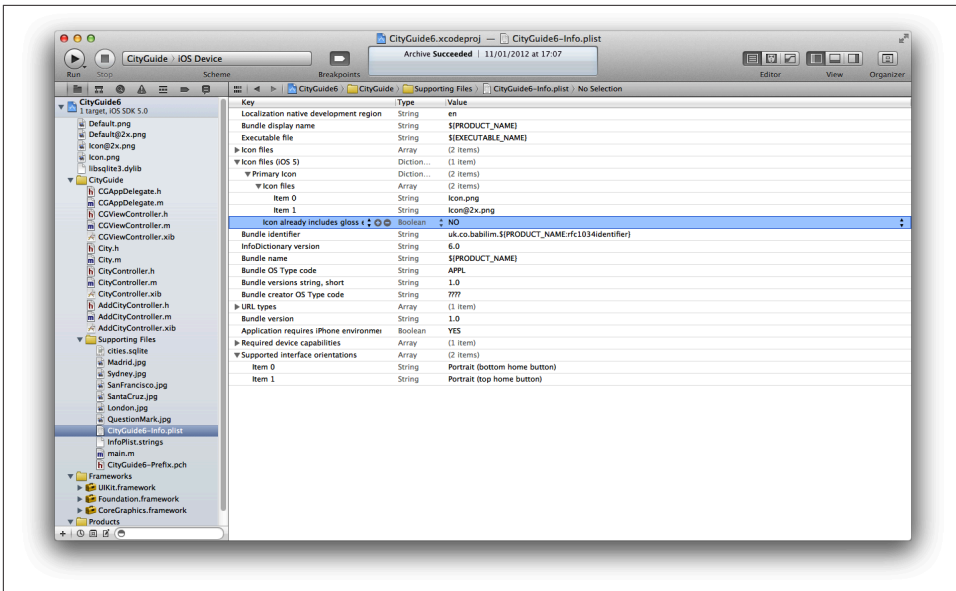 CityGuide6.xcodeproj — CityGuide6-Info.plist
Run
Stop
CityGuide
iOS Device
Scheme
Breakpoints
Archive Succeeded | 11/01/2012 at 17:07
Editor
View
Organizer
CityGuide6
CityGuide
Supporting Files
CityGuide6-Info.plist
No Selection
CityGuide6
1 target, iOS SDK 5.0
Default.png
Default@2x.png
Icon@2x.png
Icon.png
libsqlite3.dylib
CityGuide
h CGAppDelegate.h
m CGAppDelegate.m
h CGViewController.h
m CGViewController.m
CGViewController.xib
h City.h
m City.m
h CityController.h
m CityController.m
CityController.xib
h AddCityController.h
m AddCityController.m
AddCityController.xib
Supporting Files
cities.sqlite
Madrid.jpg
Sydney.jpg
SanFrancisco.jpg
SantaCruz.jpg
London.jpg
QuestionMark.jpg
CityGuide6-Info.plist
InfoPlist.strings
m main.m
h CityGuide6-Prefix.pch
Frameworks
UIKit.framework
Foundation.framework
CoreGraphics.framework
Products
Key Type Value
Localization native development region String en
Bundle display name String ${PRODUCT_NAME}
Executable file String ${EXECUTABLE_NAME}
Icon files Array (2 items)
Icon files (iOS 5) Diction... (1 item)
Primary Icon Diction... (2 items)
Icon files Array (2 items)
Item 0 String Icon.png
Item 1 String Icon@2x.png
Icon already includes gloss e Boolean NO
Bundle identifier String uk.co.babilim.${PRODUCT_NAME:rfc1034identifier}
InfoDictionary version String 6.0
Bundle name String ${PRODUCT_NAME}
Bundle OS Type code String APPL
Bundle versions string, short String 1.0
Bundle creator OS Type code String ????
URL types Array (1 item)
Bundle version String 1.0
Application requires iPhone environmer Boolean YES
Required device capabilities Array (1 item)
Supported interface orientations Array (2 items)
Item 0 String Portrait (bottom home button)
Item 1 String Portrait (top home button)